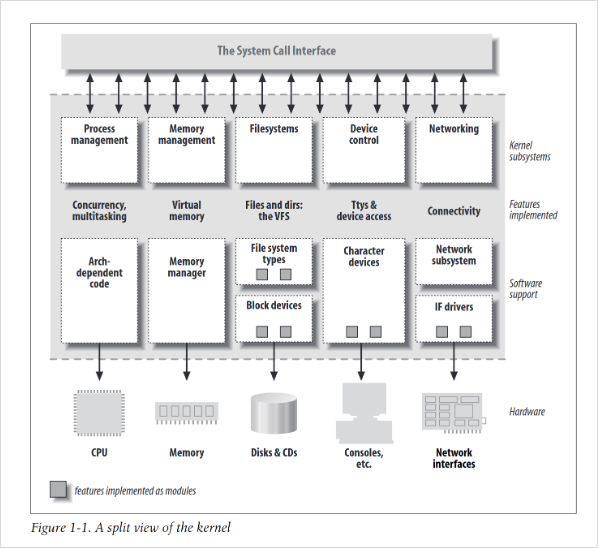 The System Call Interface
Process
management
Memory
management
Filesystems
Device
control
Networking
Kernel
subsystems
Concurrency,
multitasking
Virtual
memory
Files and dirs:
the VFS
Ttys &
device access
Connectivity
Features
implemented
Arch-
dependent
code
Memory
manager
File system
types
Character
devices
Network
subsystem
Software
support
Block devices
IF drivers
Hardware
CPU
Memory
Disks & CDs
Consoles,
etc.
Network
interfaces
features implemented as modules
Figure 1-1. A split view of the kernel